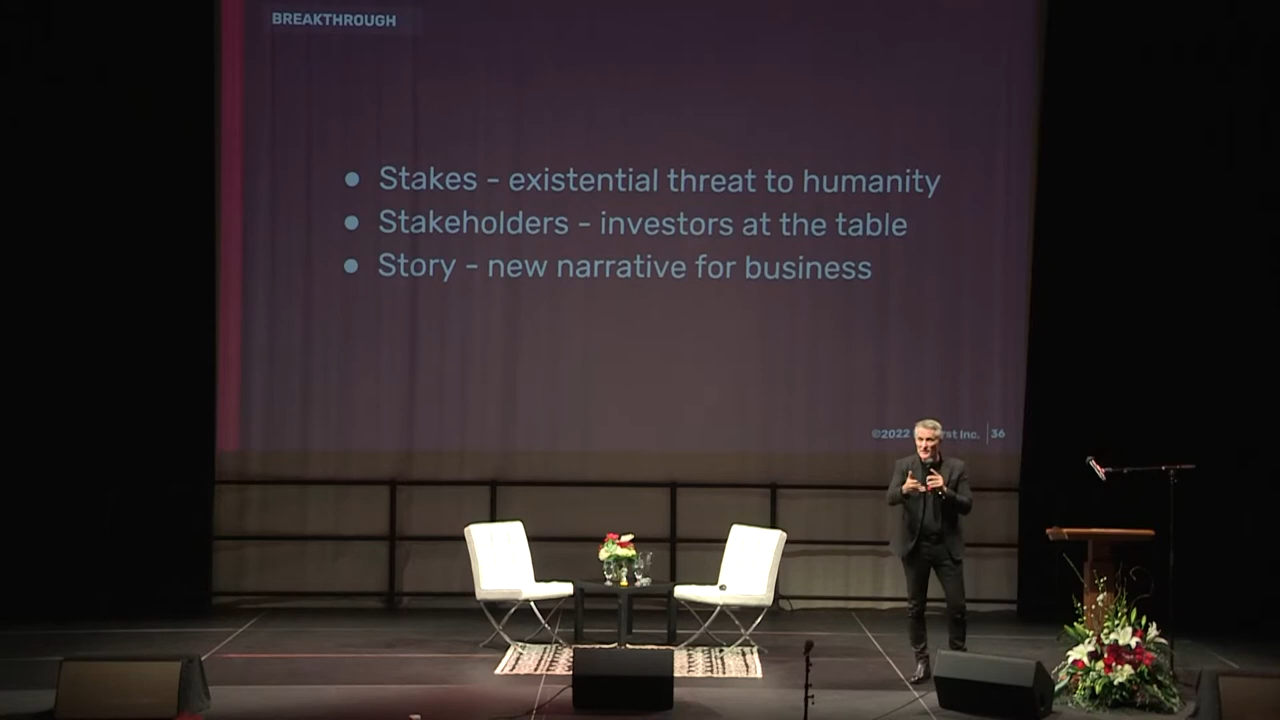 BREAKTHROUGH
● Stakes - existential threat to humanity
● Stakeholders - investors at the table
● Story - new narrative for business
©2022 rst Inc. | 36